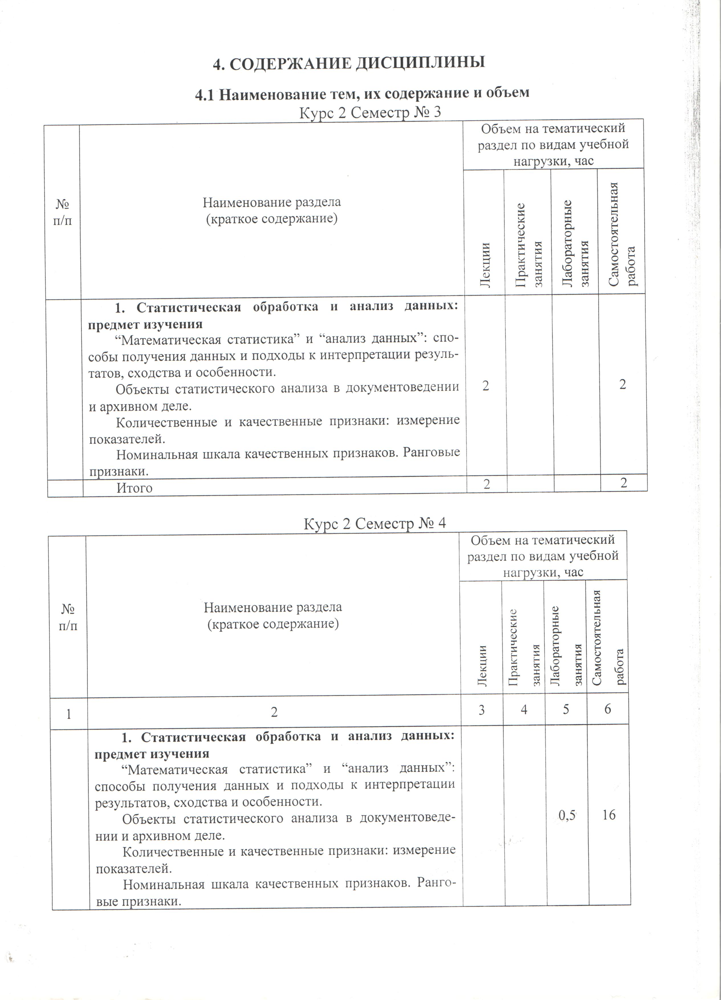 4. СОДЕРЖАНИЕ ДИСЦИПЛИНЫ
4.1 Наименование тем, их содержание и объем
Курс 2 Семестр № 3
№
п/п
Наименование раздела
(краткое содержание)
Объем на тематический
раздел по видам учебной
нагрузки, час
Лекции
Практические
занятия
Лабораторные
занятия
Самостоятельная
работа
1. Статистическая обработка и анализ данных:
предмет изучения
“Математическая статистика” и “анализ данных”: спо-
собы получения данных и подходы к интерпретации резуль-
татов, сходства и особенности.
Объекты статистического анализа в документоведении
и архивном деле.
Количественные и качественные признаки: измерение
показателей.
Номинальная шкала качественных признаков. Ранговые
признаки.
2
2
Итого
2
2
Курс 2 Семестр № 4
№
п/п
Наименование раздела
(краткое содержание)
Объем на тематический
раздел по видам учебной
нагрузки, час
Лекции
Практические
занятия
Лабораторные
занятия
Самостоятельная
работа
1
2
3
4
5
6
1. Статистическая обработка и анализ данных:
предмет изучения
“Математическая статистика” и “анализ данных”:
способы получения данных и подходы к интерпретации
результатов, сходства и особенности.
Объекты статистического анализа в документоведе-
нии и архивном деле.
Количественные и качественные признаки: измерение
показателей.
Номинальная шкала качественных признаков. Ранго-
вые признаки.
0,5
16